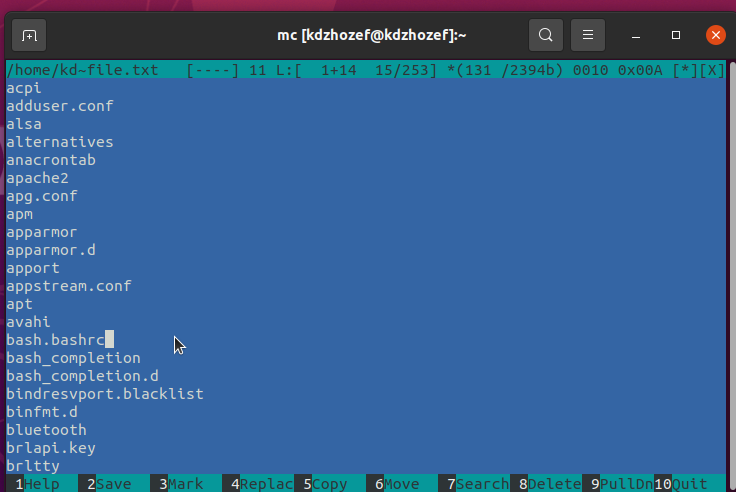 mc [kdzhozef@kdzhozef]:~
/home/kd~file.txt [----] 11 L:[ 1+14 15/253] *(131 /2394b) 0010 0x00A [*][X]
acpi
adduser.conf
alsa
alternatives
anacrontab
apache2
apg.conf
apm
apparmor
apparmor.d
apport
appstream.conf
apt
avahi
bash.bashrc
bash_completion
bash_completion.d
bindresvport.blacklist
binfmt.d
bluetooth
brlapi.key
brltty
1Help 2Save 3Mark 4Replac 5Copy 6Move 7Search 8Delete 9PullDn 10Quit